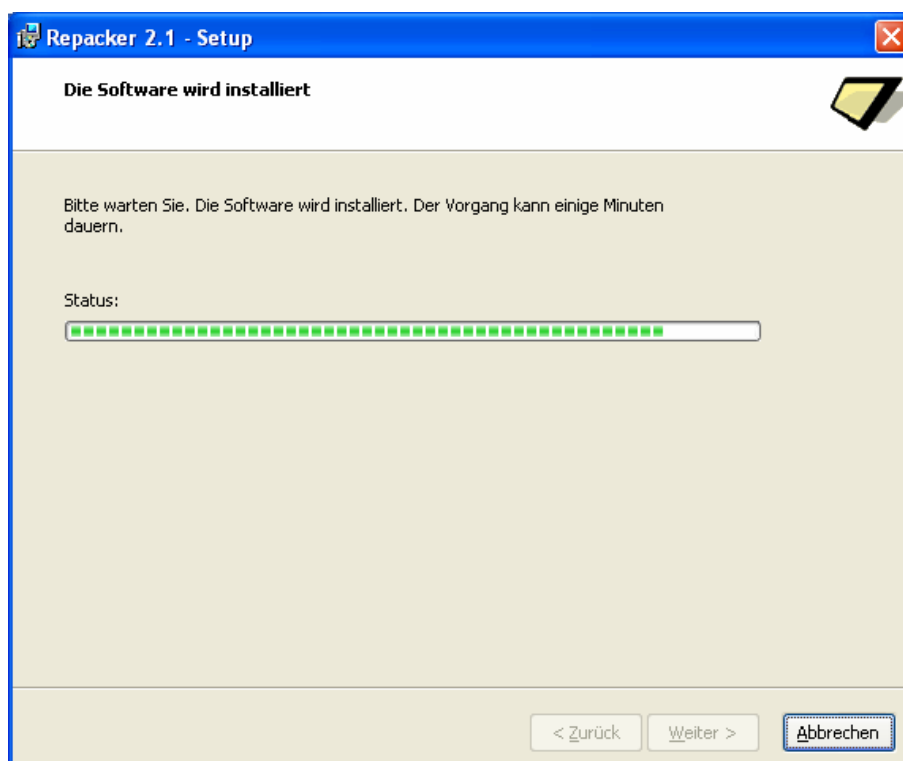 Repacker 2.1 - Setup
Die Software wird installiert
Bitte warten Sie. Die Software wird installiert. Der Vorgang kann einige Minuten
dauern.
Status:
< Zurück Weiter > Abbrechen